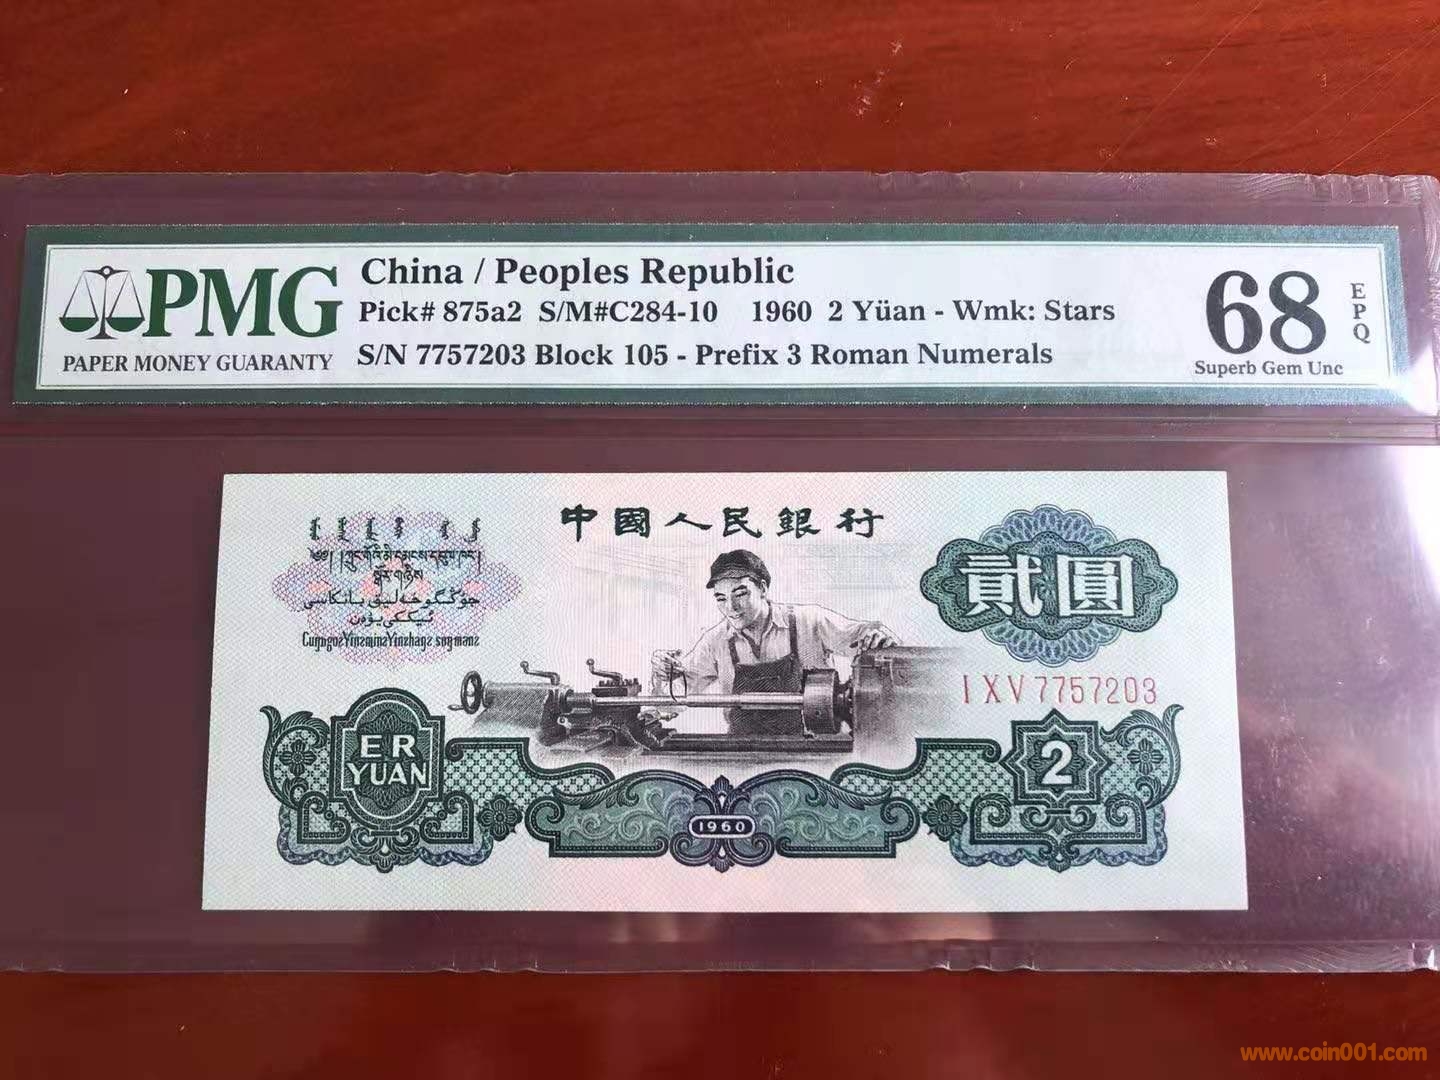 PMG
PAPER MONEY GUARANTY
China / Peoples Republic
Pick# 875a2 S/M#C284-10 1960 2 Yüan - Wmk: Stars
S/N 7757203 Block 105 - Prefix 3 Roman Numerals
68
EPQ
Superb Gem Unc
中國人民銀行
貳圓
I X V 7757203
ER
YUAN
1960
2
www.coin001.com